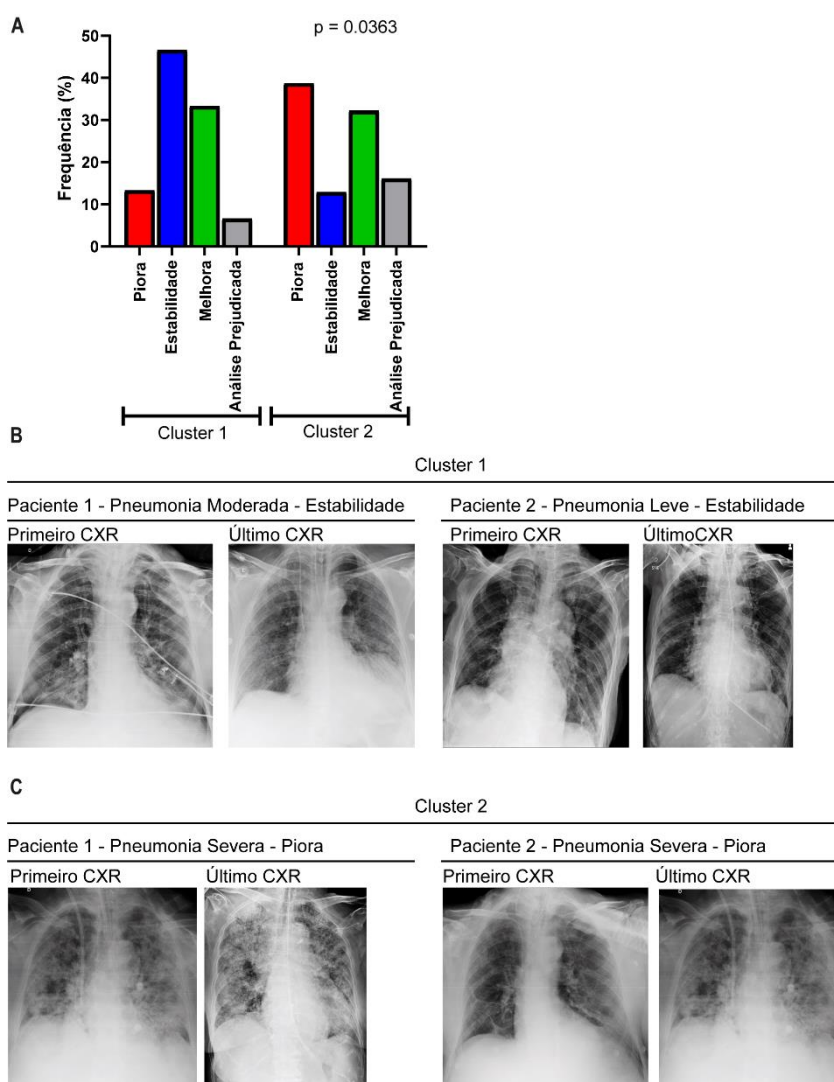 A
p = 0.0363
Frequência (%)
50
40
30
20
10
0
Piora
Estabilidade
Melhora
Análise Prejudicada
Piora
Estabilidade
Melhora
Análise Prejudicada
Cluster 1
Cluster 2
B
Cluster 1
Paciente 1 - Pneumonia Moderada - Estabilidade
Paciente 2 - Pneumonia Leve - Estabilidade
Primeiro CXR
Último CXR
Primeiro CXR
ÚltimoCXR
C
Cluster 2
Paciente 1 - Pneumonia Severa - Piora
Paciente 2 - Pneumonia Severa - Piora
Primeiro CXR
Último CXR
Primeiro CXR
Último CXR